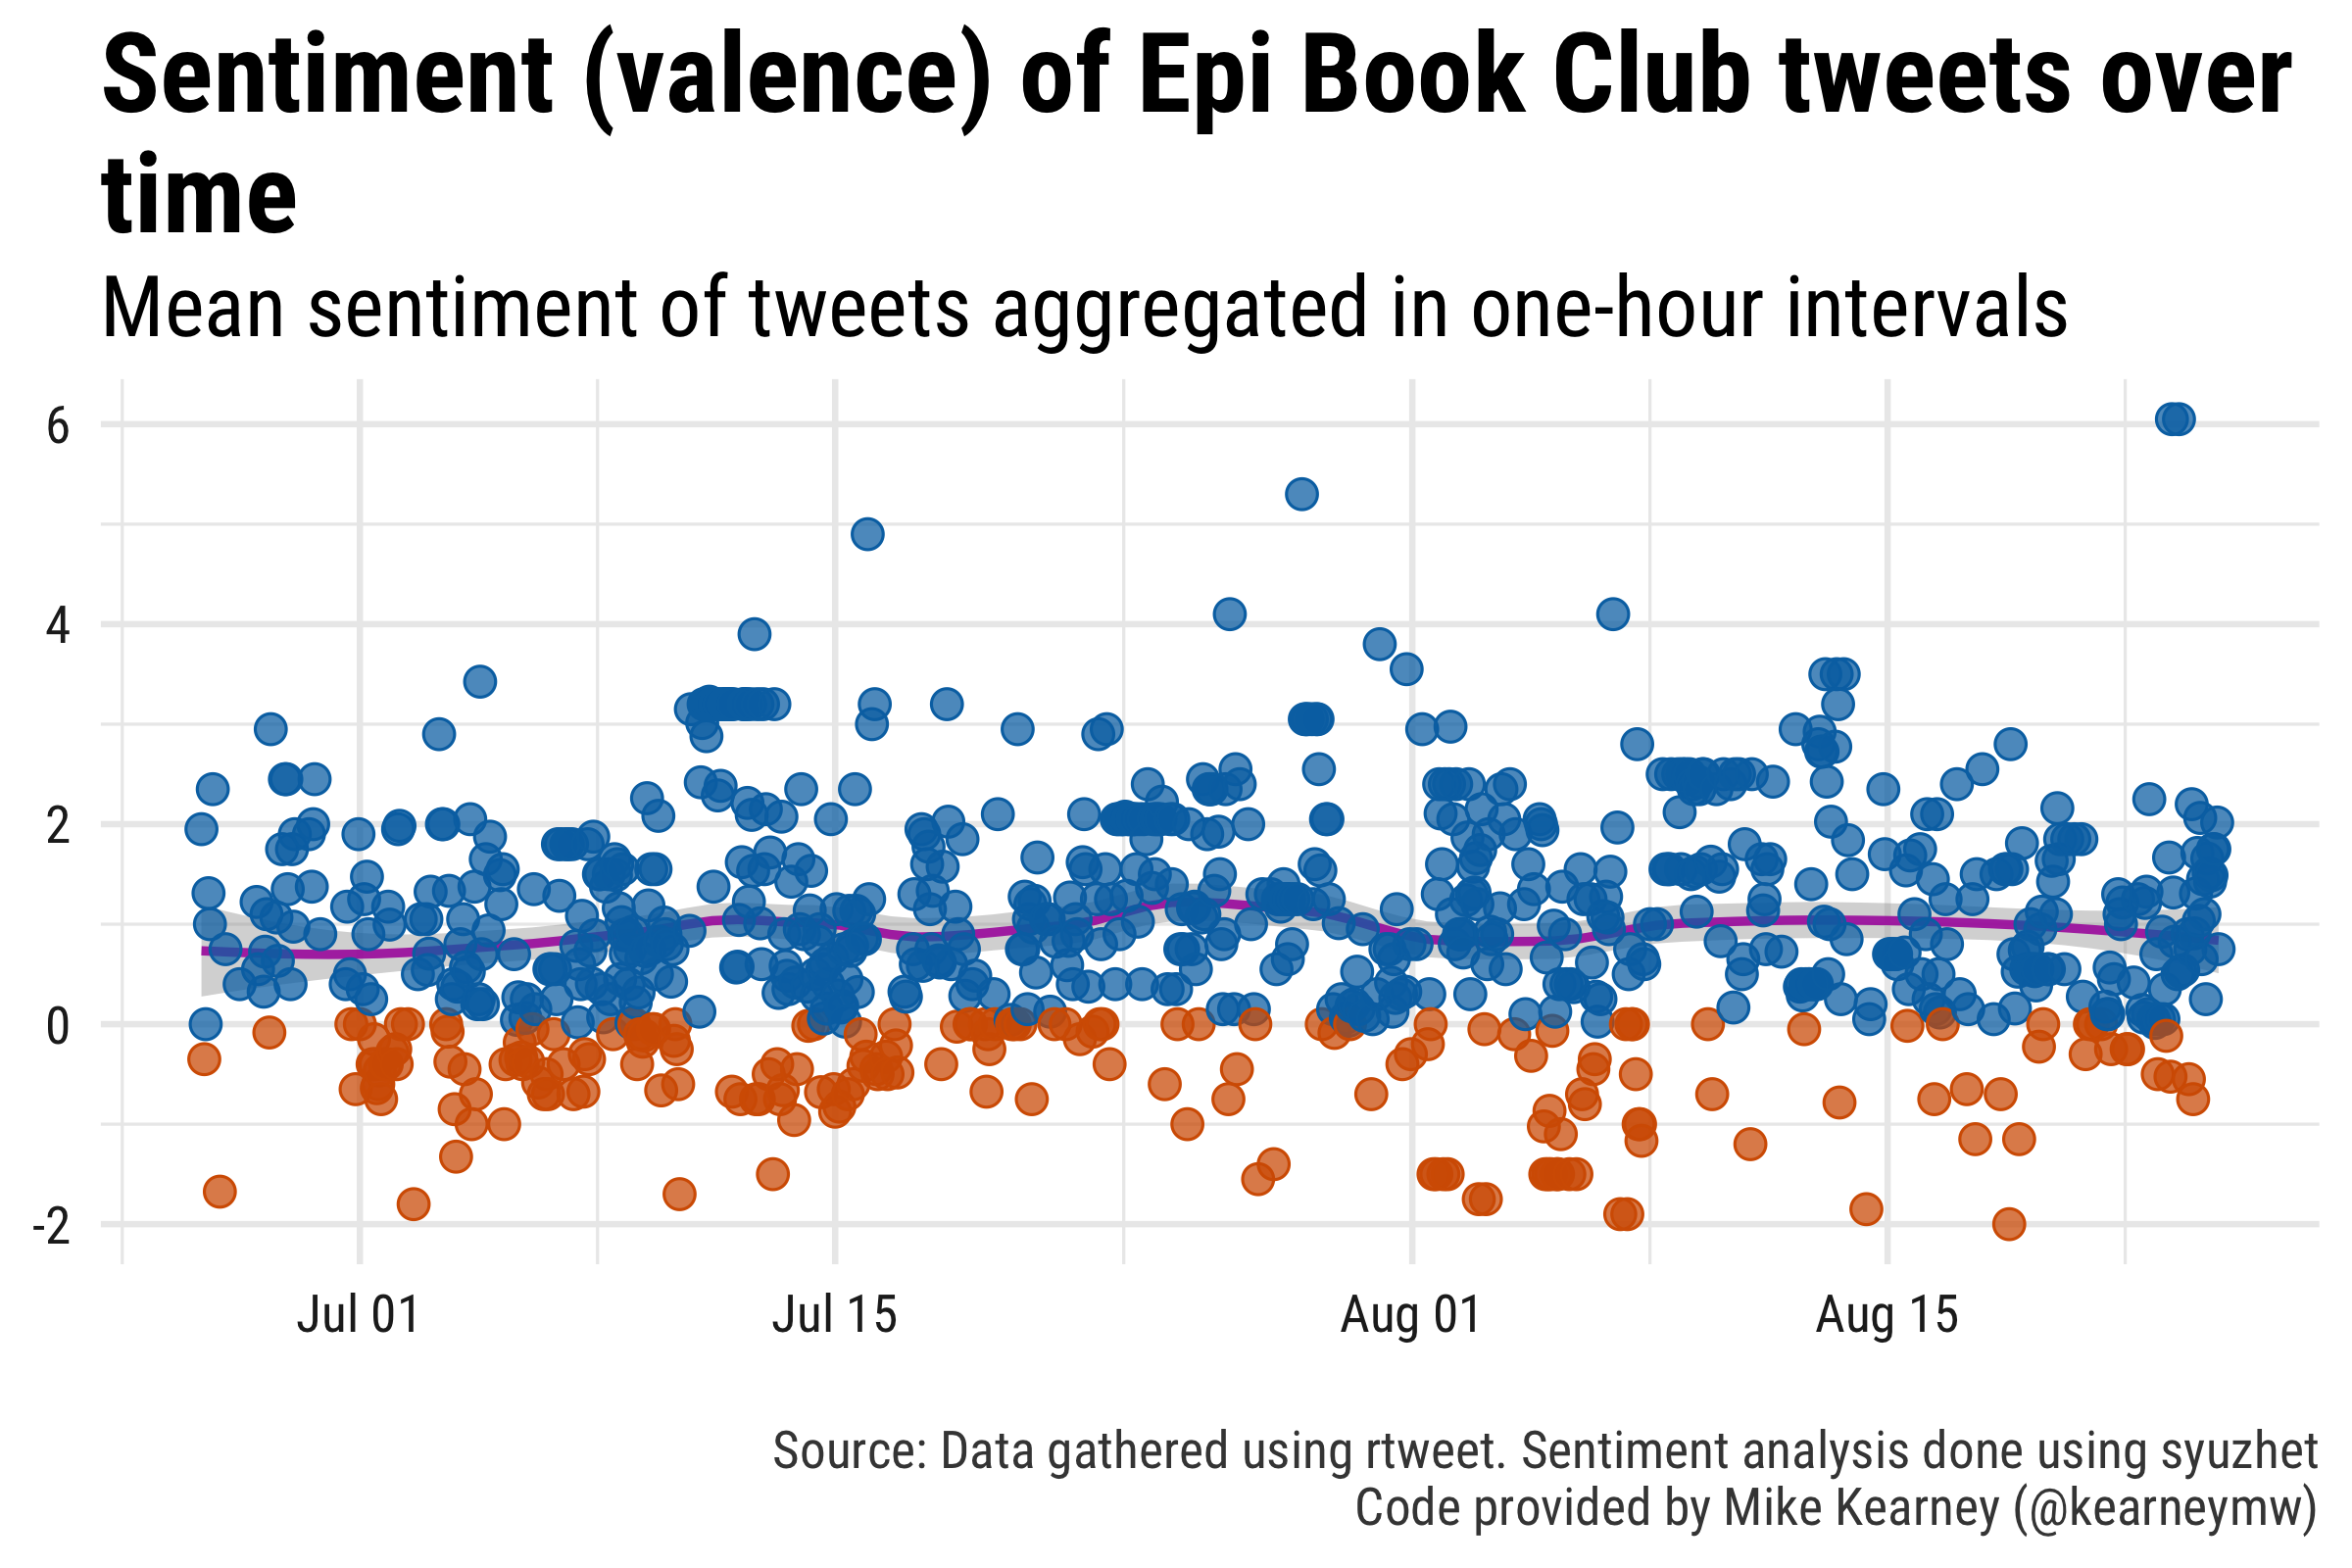 Sentiment (valence) of Epi Book Club tweets over
time
Mean sentiment of tweets aggregated in one-hour intervals
6
4
2
0
-2
Jul 01
Jul 15
Aug 01
Aug 15
Source: Data gathered using rtweet. Sentiment analysis done using syuzhet
Code provided by Mike Kearney (@kearneymw)